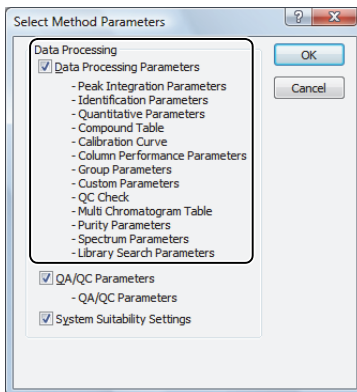 Select Method Parameters
Data Processing
Data Processing Parameters
- Peak Integration Parameters
- Identification Parameters
- Quantitative Parameters
- Compound Table
- Calibration Curve
- Column Performance Parameters
- Group Parameters
- Custom Parameters
- QC Check
- Multi Chromatogram Table
- Purity Parameters
- Spectrum Parameters
- Library Search Parameters
QA/QC Parameters
- QA/QC Parameters
System Suitability Settings
OK
Cancel